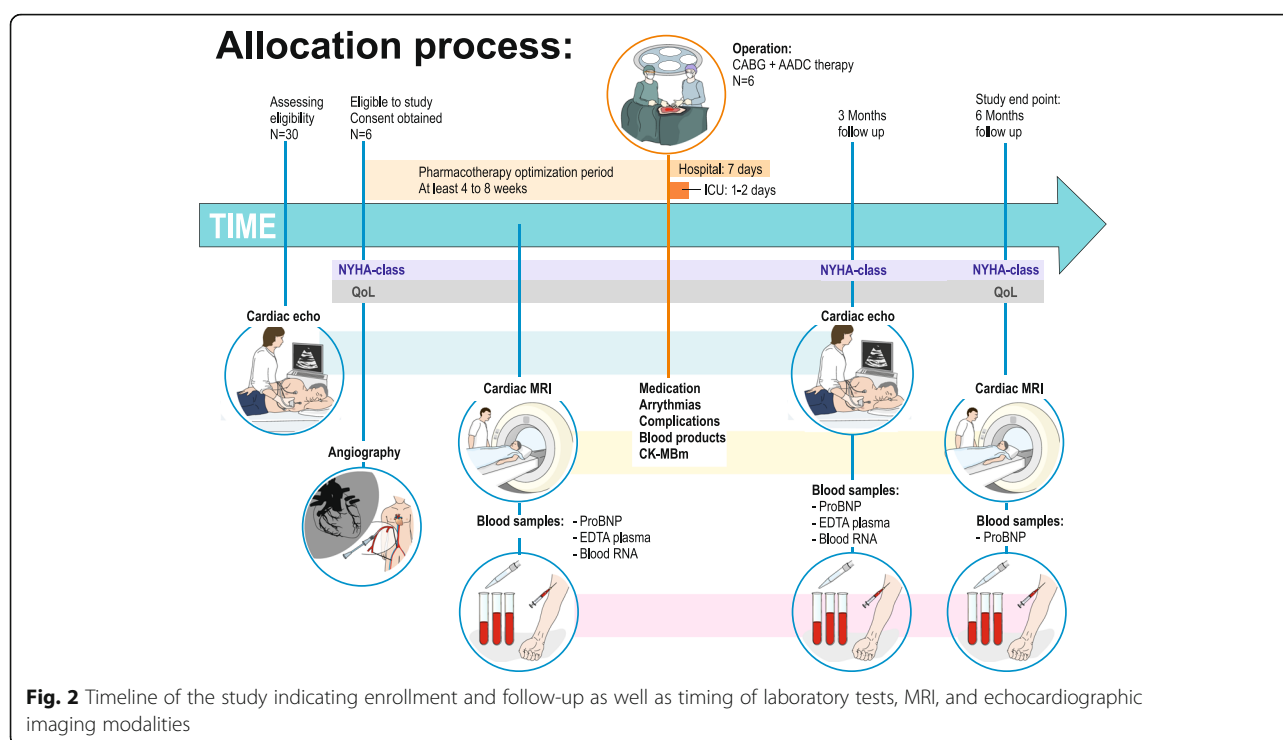 Allocation process:
Operation:
CABG + AADC therapy
N=6
Assessing
eligibility
N=30
Eligible to study
Consent obtained
N=6
3 Months
follow up
Study end point:
6 Months
follow up
Pharmacotherapy optimization period
At least 4 to 8 weeks
Hospital: 7 days
ICU: 1-2 days
TIME
NYHA-class
NYHA-class
NYHA-class
QoL
QoL
Cardiac echo
Cardiac echo
Cardiac MRI
Medication
Arrythmias
Complications
Blood products
CK-MBm
Cardiac MRI
Angiography
Blood samples:
- ProBNP
- EDTA plasma
- Blood RNA
Blood samples:
- ProBNP
- EDTA plasma
- Blood RNA
Blood samples:
- ProBNP
Fig. 2 Timeline of the study indicating enrollment and follow-up as well as timing of laboratory tests, MRI, and echocardiographic
imaging modalities